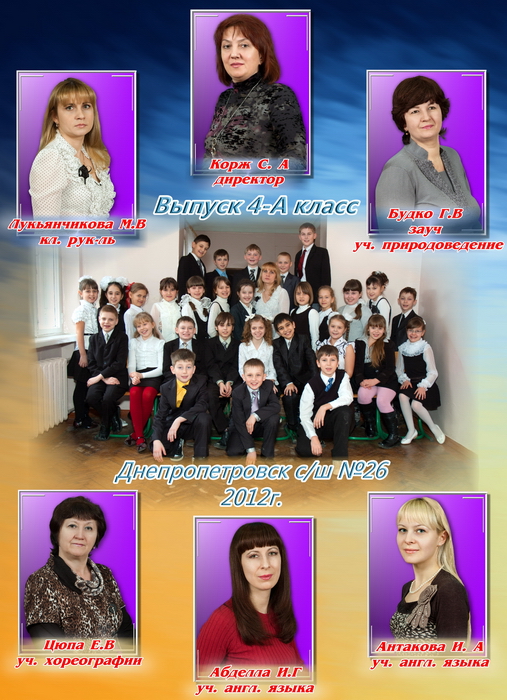 Корж С. А
директор
Лукьянчикова М.В
кл. рук-ль
Будко Г.В
зауч
уч. природоведение
Выпуск 4-А класс
Днепропетровск с/ш №26
2012г.
Цюпа Е.В
уч. хореографии
Абделла И.Г
уч. англ. языка
Антакова И. А
уч. англ. языка